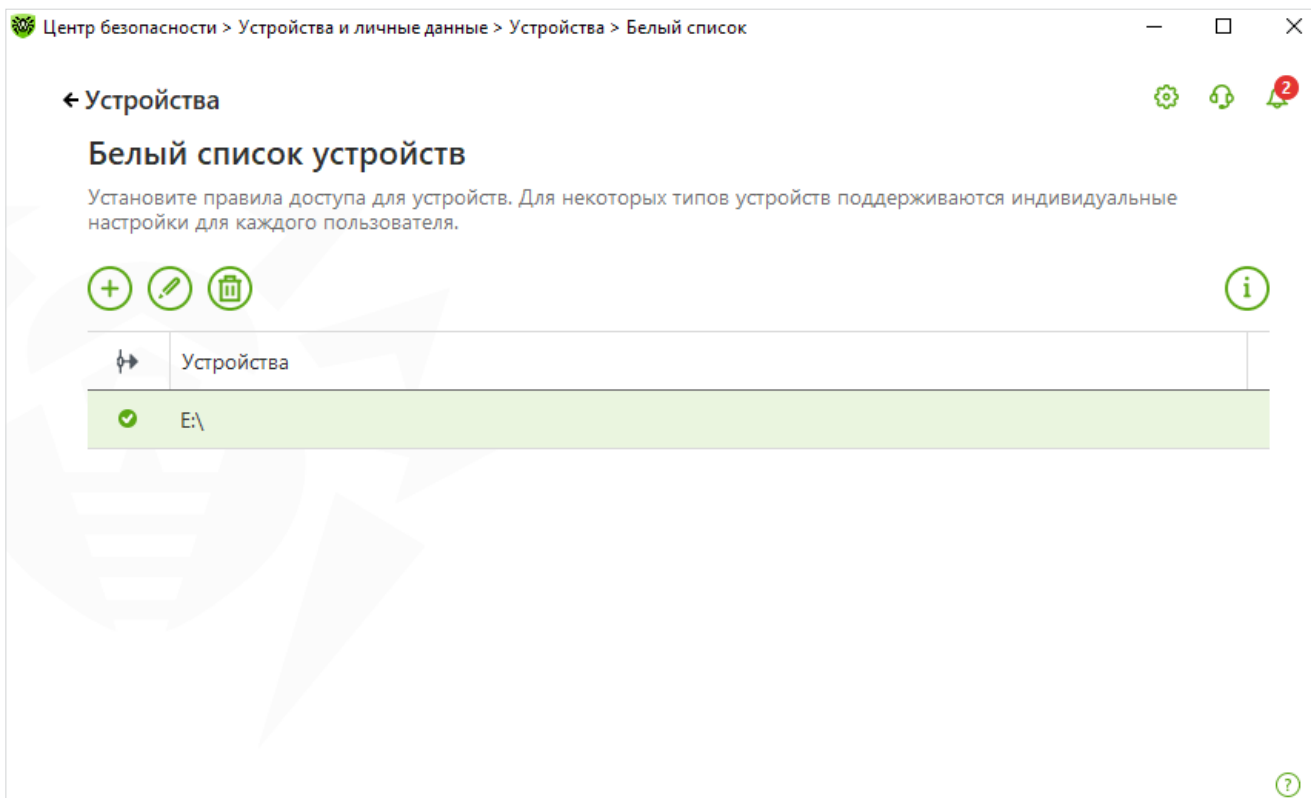 Центр безопасности > Устройства и личные данные > Устройства > Белый список
Устройства
2
Белый список устройств
Установите правила доступа для устройств. Для некоторых типов устройств поддерживаются индивидуальные
настройки для каждого пользователя.
i
Устройства
E:\
?